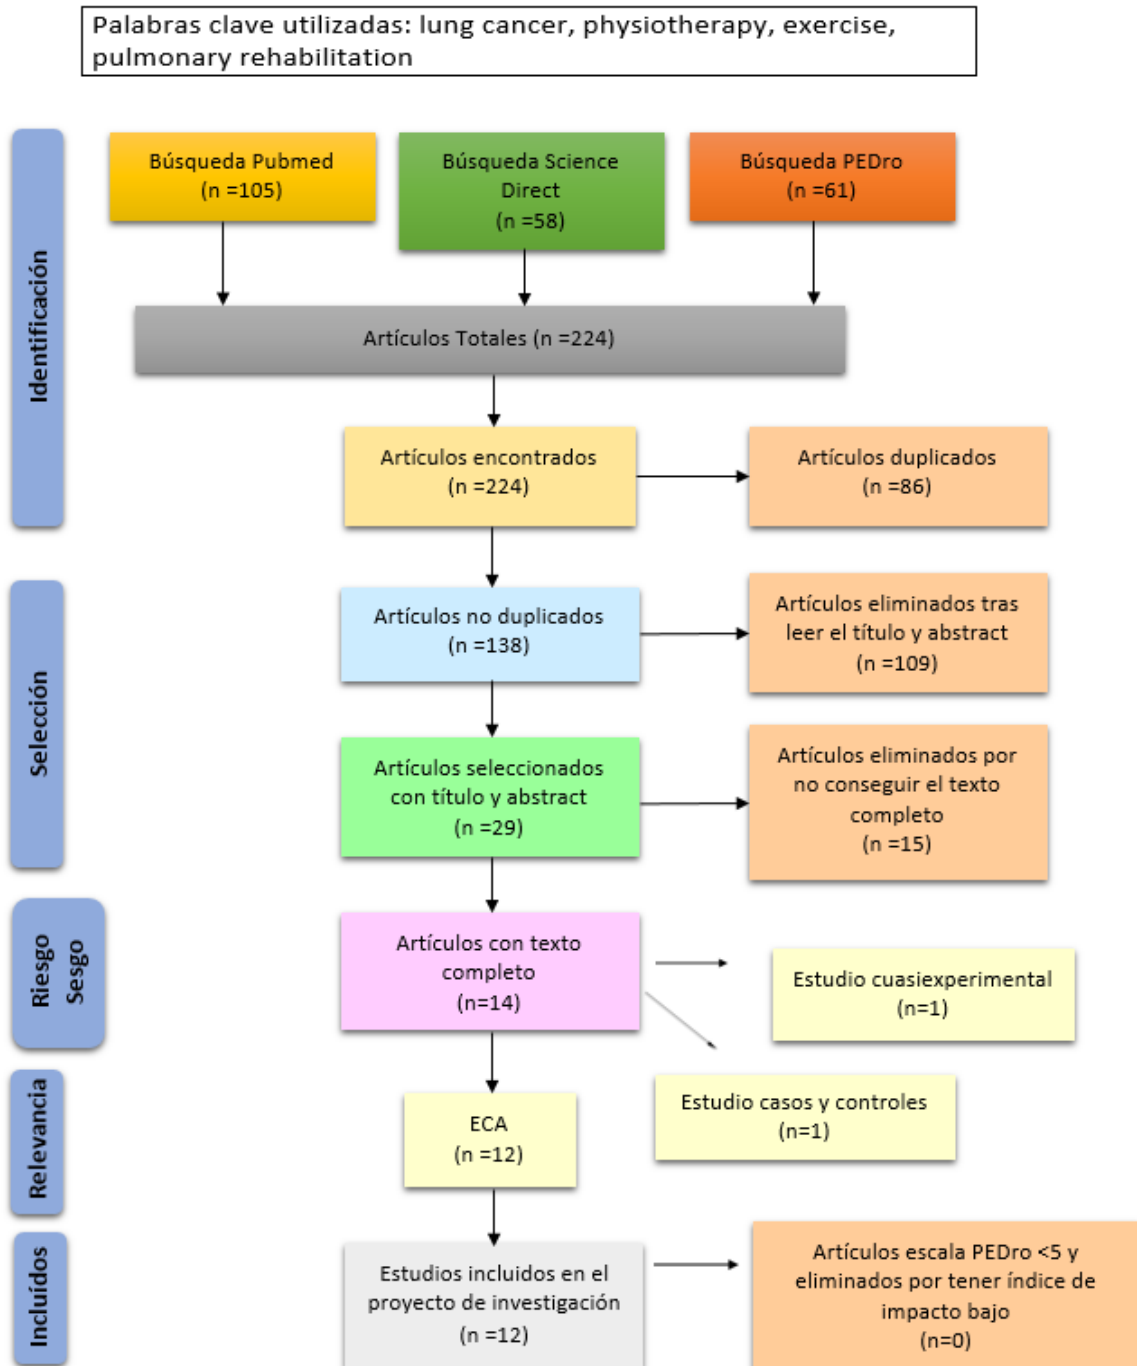 Palabras clave utilizadas: lung cancer, physiotherapy, exercise,
pulmonary rehabilitation
Identificación
Búsqueda Pubmed
(n =105)
Búsqueda Science
Direct
(n =58)
Búsqueda PEDro
(n =61)
Artículos Totales (n =224)
Artículos encontrados
(n =224)
Artículos duplicados
(n =86)
Selección
Artículos no duplicados
(n =138)
Artículos eliminados tras
leer el título y abstract
(n =109)
Artículos seleccionados
con título y abstract
(n =29)
Artículos eliminados por
no conseguir el texto
completo
(n =15)
Riesgo
Sesgo
Artículos con texto
completo
(n=14)
Estudio cuasiexperimental
(n=1)
Estudio casos y controles
(n=1)
Relevancia
ECA
(n =12)
Incluídos
Estudios incluidos en el
proyecto de investigación
(n =12)
Artículos escala PEDro <5 y
eliminados por tener índice de
impacto bajo
(n=0)